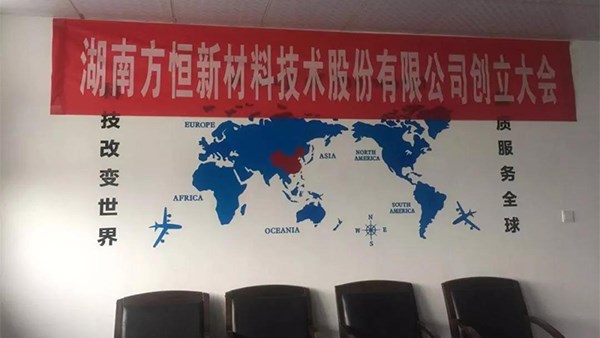 湖南方恒新材料技术股份有限公司创立大会
技改变世界
质服务全球
EUROPE
ASIA
NORTH
AMERICA
AFRICA
SOUTH
AMERICA
OCEANIA
N
W E
S